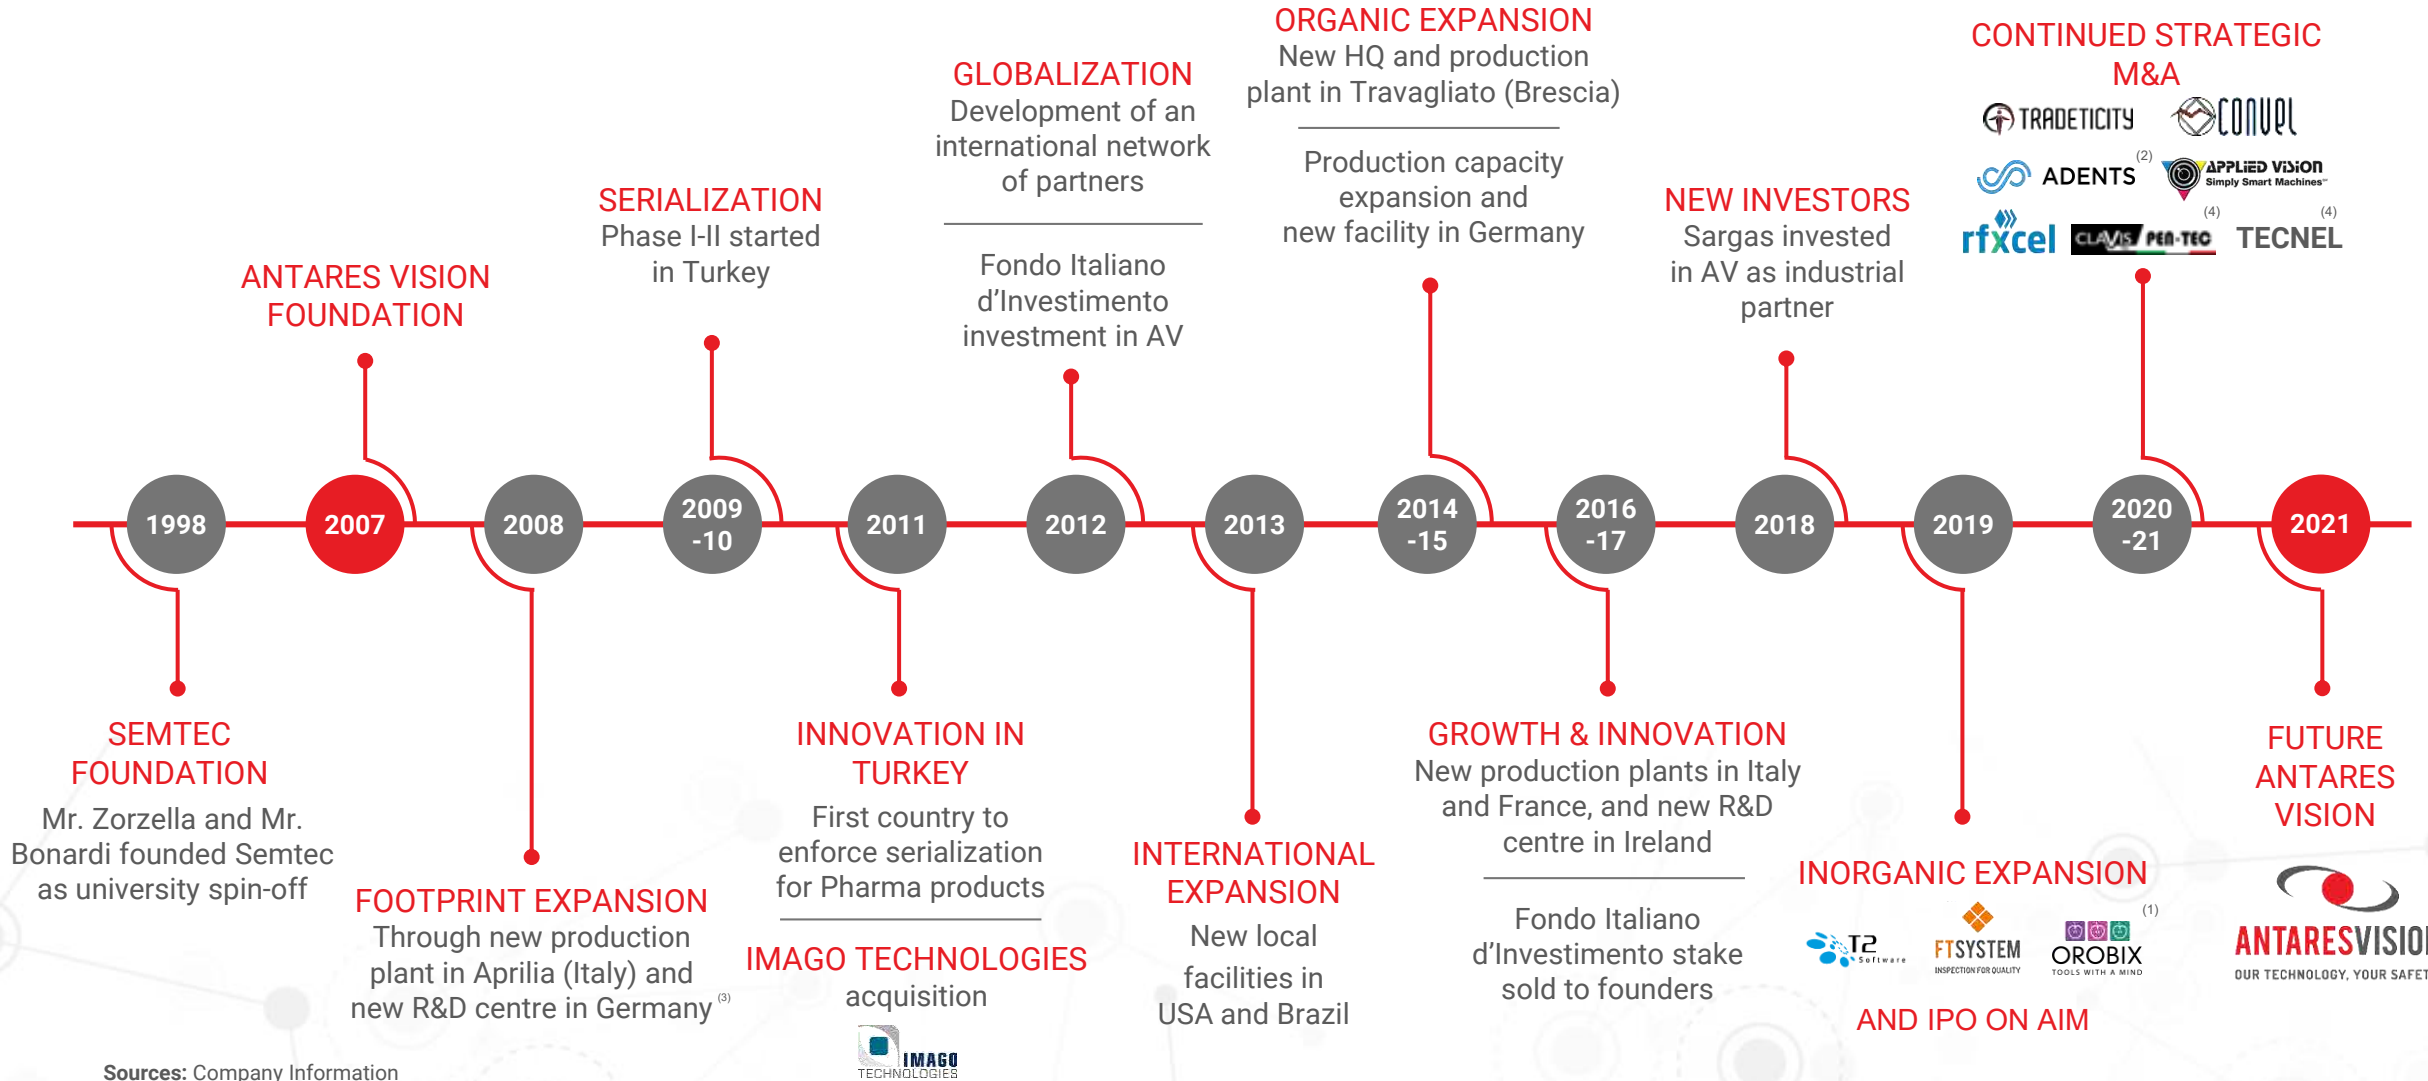 ORGANIC EXPANSION
New HQ and production
plant in Travagliato (Brescia)
Production capacity
expansion and
new facility in Germany
CONTINUED STRATEGIC
M&A
TRADETICITY
CONVEL
ADENTS
(2)
APPLIED VISION
Simply Smart Machines
rfxcel
CLAVIS
PEN-TEC
(4)
TECNEL
(4)
GLOBALIZATION
Development of an
international network
of partners
Fondo Italiano
d’Investimento
investment in AV
SERIALIZATION
Phase I-II started
in Turkey
NEW INVESTORS
Sargas invested
in AV as industrial
partner
ANTARES VISION
FOUNDATION
1998
2007
2008
2009
-10
2011
2012
2013
2014
-15
2016
-17
2018
2019
2020
-21
2021
SEMTEC
FOUNDATION
Mr. Zorzella and Mr.
Bonardi founded Semtec
as university spin-off
FOOTPRINT EXPANSION
Through new production
plant in Aprilia (Italy) and
new R&D centre in Germany (3)
INNOVATION IN
TURKEY
First country to
enforce serialization
for Pharma products
IMAGO TECHNOLOGIES
acquisition
IMAGO
TECHNOLOGIES
INTERNATIONAL
EXPANSION
New local
facilities in
USA and Brazil
GROWTH & INNOVATION
New production plants in Italy
and France, and new R&D
centre in Ireland
Fondo Italiano
d’Investimento stake
sold to founders
INORGANIC EXPANSION
T2
Software
FTSYSTEM
INSPECTION FOR QUALITY
OROBIX
TOOLS WITH A MIND
(1)
AND IPO ON AIM
FUTURE
ANTARES
VISION
ANTARESVISION
OUR TECHNOLOGY, YOUR SAFET
Sources: Company Information